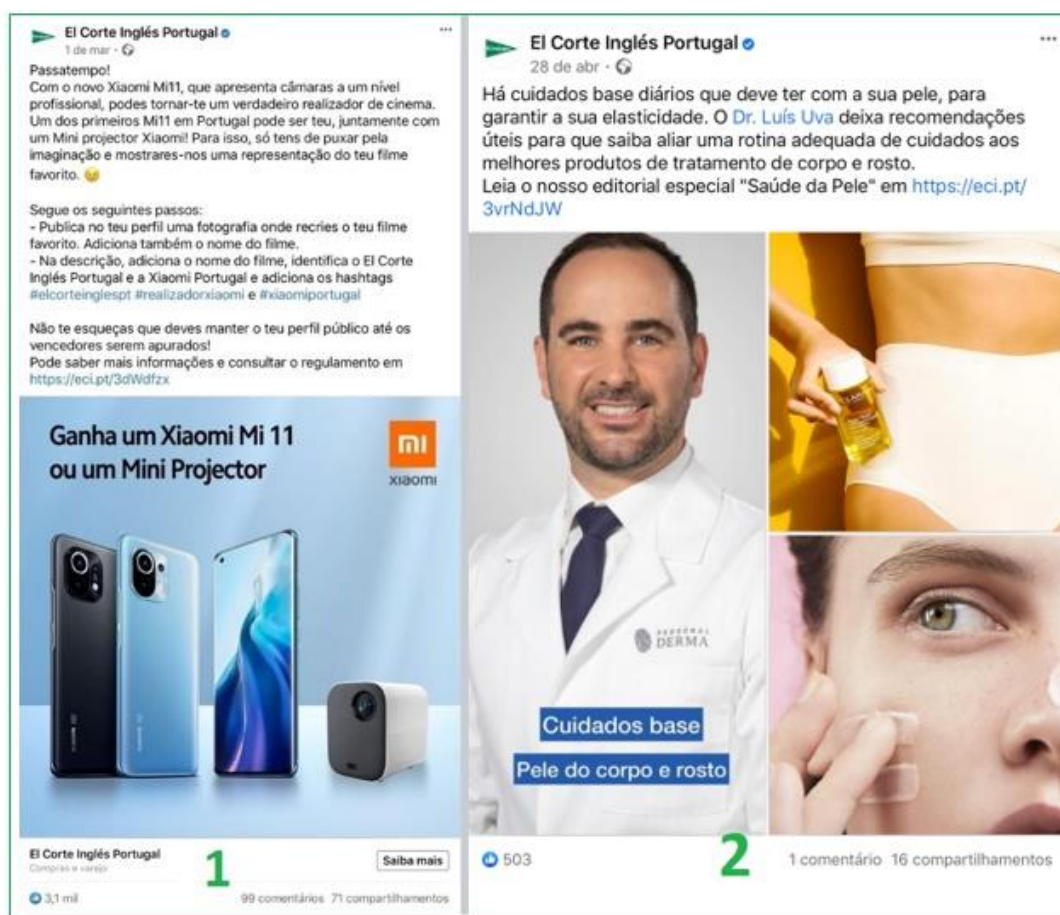 El Corte Inglés Portugal
1 de mar ·
Passatempo!
Com o novo Xiaomi Mi11, que apresenta câmaras a um nível
profissional, podes tornar-te um verdadeiro realizador de cinema.
Um dos primeiros Mi11 em Portugal pode ser teu, juntamente com
um Mini projector Xiaomi! Para isso, só tens de puxar pela
imaginação e mostrares-nos uma representação do teu filme
favorito.
Segue os seguintes passos:
- Publica no teu perfil uma fotografia onde recries o teu filme
favorito. Adiciona também o nome do filme.
- Na descrição, adiciona o nome do filme, identifica o El Corte
Inglés Portugal e a Xiaomi Portugal e adiciona os hashtags
#elcorteinglespt #realizadorxiaomi e #xiaomiportugal
Não te esqueças que deves manter o teu perfil público até os
vencedores serem apurados!
Pode saber mais informações e consultar o regulamento em
https://eci.pt/3dWdfzx
Ganha um Xiaomi Mi 11
ou um Mini Projector
mi
xiaomi
El Corte Inglés Portugal
Compras e varejo
1
Saiba mais
3,1 mil
99 comentários 71 compartilhamentos
El Corte Inglés Portugal
28 de abr ·
Há cuidados base diários que deve ter com a sua pele, para
garantir a sua elasticidade. O Dr. Luís Uva deixa recomendações
úteis para que saiba aliar uma rotina adequada de cuidados aos
melhores produtos de tratamento de corpo e rosto.
Leia o nosso editorial especial "Saúde da Pele" em https://eci.pt/
3vrNdJW
PERSONAL
DERMA
Cuidados base
Pele do corpo e rosto
503
2
1 comentário 16 compartilhamentos